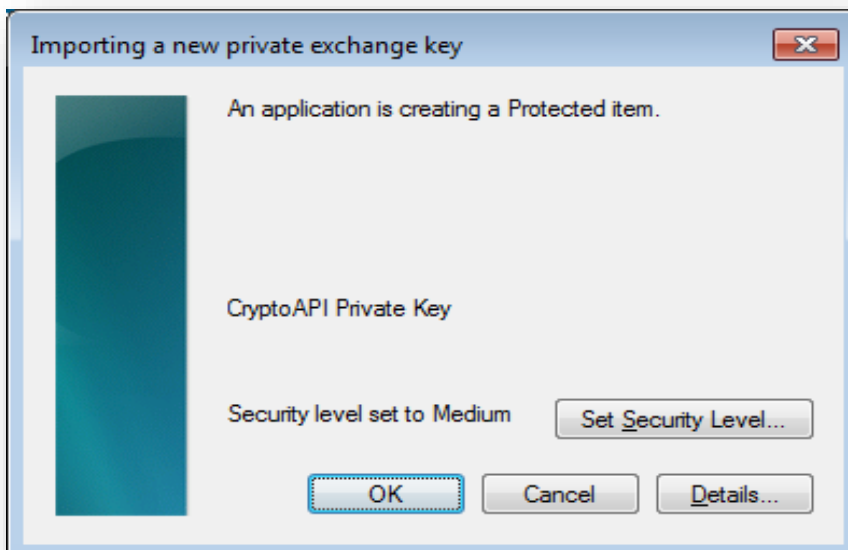 Importing a new private exchange key
An application is creating a Protected item.
CryptoAPI Private Key
Security level set to Medium
Set Security Level...
OK
Cancel
Details...